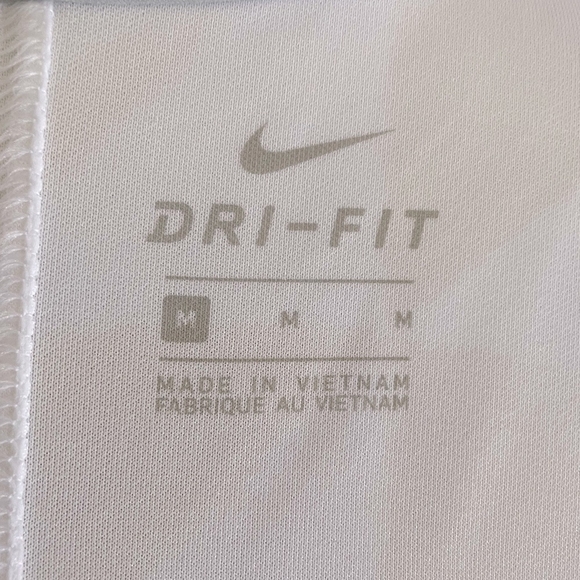 DRI-FIT
M M M
MADE IN VIETNAM
FABRIQUE AU VIETNAM